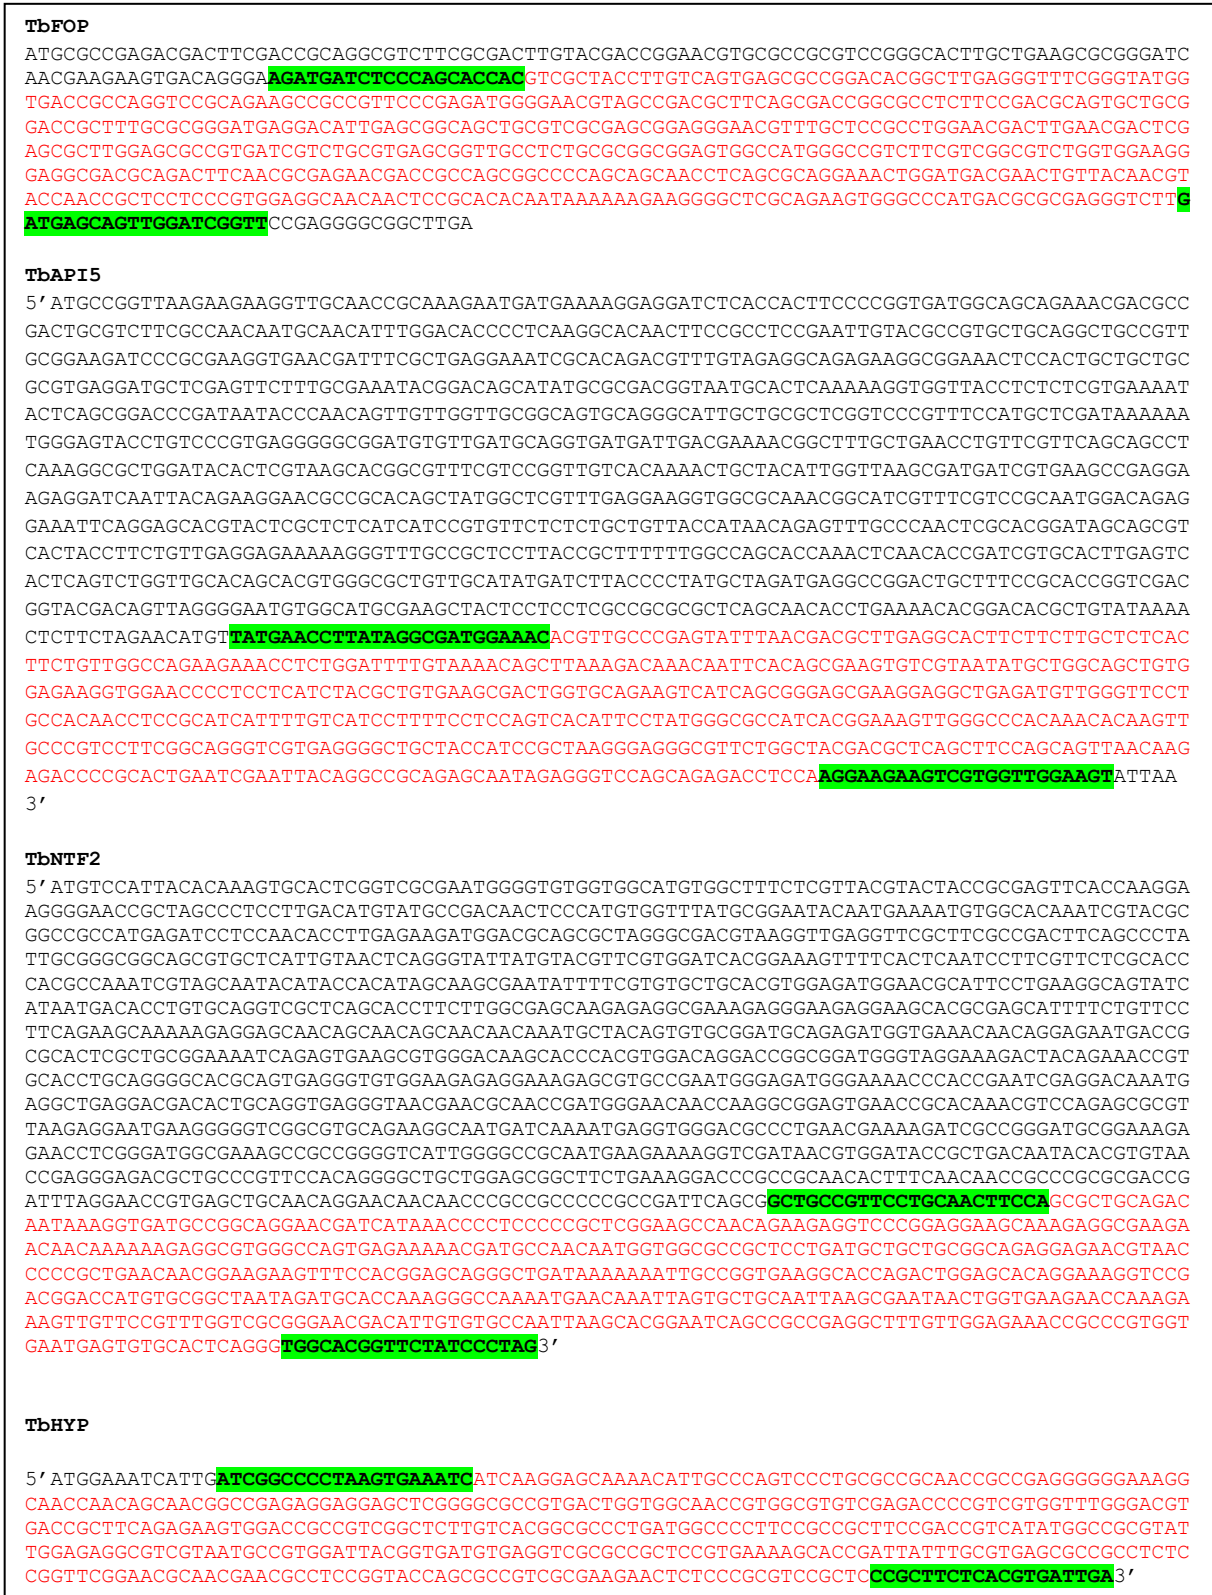 TbFOP
ATGCGCCGAGACGACTTCGACCGCAGGCGTCTTCGCGACTTGTACGACCGGAACGTGCGCCGCGTCCGGGCACTTGCTGAAGCGCGGGATC
AACGAAGAAGTGACAGGGAAGATGATCTCCCAGCACCACGTCGCTACCTTGTCAGTGAGCGCCGGACACGGCTTGAGGGTTTCGGGTATGG
TGACCGCCAGGTCCGCAGAAGCCGCCGTTCCCGAGATGGGGAACGTAGCCGACGCTTCAGCGACCGGCGCCTCTTCCGACGCAGTGCTGCG
GACCGCTTTGCGCGGGATGAGGACATTGAGCGGCAGCTGCGTCGCGAGCGGAGGGAACGTTTGCTCCGCCTGGAACGACTTGAACGACTCG
AGCGCTTGGAGCGCCGTGATCGTCTGCGTGAGCGGTTGCCTCTGCGCGGCGGAGTGGCCATGGGCCGTCTTCGTCGGCGTCTGGTGGAAGG
GAGGCGACGCAGACTTCAACGCGAGAACGACCGCCAGCGGCCCCAGCAGCAACCTCAGCGCAGGAAACTGGATGACGAACTGTTACAACGT
ACCAACCGCTCCTCCCGTGGAGGCAACAACTCCGCACACAATAAAAAAGAAGGGGCTCGCAGAAGTGGGCCCATGACGCGCGAGGGTCTTG
ATGAGCAGTTGGATCGGTTCCGAGGGGCGGCTTGA
TbAPI5
5'ATGCCGGTTAAGAAGAAGGTTGCAACCGCAAAGAATGATGAAAAGGAGGATCTCACCACTTCCCCGGTGATGGCAGCAGAAACGACGCC
GACTGCGTCTTCGCCAACAATGCAACATTTGGACACCCCTCAAGGCACAACTTCCGCCTCCGAATTGTACGCCGTGCTGCAGGCTGCCGTT
GCGGAAGATCCCGCGAAGGTGAACGATTTCGCTGAGGAAATCGCACAGACGTTTGTAGAGGCAGAGAAGGCGGAAACTCCACTGCTGCTGC
GCGTGAGGATGCTCGAGTTCTTTGCGAAATACGGACAGCATATGCGCGACGGTAATGCACTCAAAAAGGTGGTTACCTCTCTCGTGAAAAT
ACTCAGCGGACCCGATAATACCCAACAGTTGTTGGTTGCGGCAGTGCAGGGCATTGCTGCGCTCGGTCCCGTTTCCATGCTCGATAAAAAA
TGGGAGTACCTGTCCCGTGAGGGGGCGGATGTGTTGATGCAGGTGATGATTGACGAAAACGGCTTTGCTGAACCTGTTCGTTCAGCAGCCT
CAAAGGCGCTGGATACACTCGTAAGCACGGCGTTTCGTCCGGTTGTCACAAAACTGCTACATTGGTTAAGCGATGATCGTGAAGCCGAGGA
AGAGGATCAATTACAGAAGGAACGCCGCACAGCTATGGCTCGTTTGAGGAAGGTGGCGCAAACGGCATCGTTTCGTCCGCAATGGACAGAG
GAAATTCAGGAGCACGTACTCGCTCTCATCATCCGTGTTCTCTCTGCTGTTACCATAACAGAGTTTGCCCAACTCGCACGGATAGCAGCGT
CACTACCTTCTGTTGAGGAGAAAAAGGGTTTGCCGCTCCTTACCGCTTTTTTGGCCAGCACCAAACTCAACACCGATCGTGCACTTGAGTC
ACTCAGTCTGGTTGCACAGCACGTGGGCGCTGTTGCATATGATCTTACCCCTATGCTAGATGAGGCCGGACTGCTTTCCGCACCGGTCGAC
GGTACGACAGTTAGGGGAATGTGGCATGCGAAGCTACTCCTCCTCGCCGCGCGCTCAGCAACACCTGAAAACACGGACACGCTGTATAAAA
CTCTTCTAGAACATGTTATGAACCTTATAGGCGATGGAAACACGTTGCCCGAGTATTTAACGACGCTTGAGGCACTTCTTCTTGCTCTCAC
TTCTGTTGGCCAGAAGAAACCTCTGGATTTTGTAAAACAGCTTAAAGACAAACAATTCACAGCGAAGTGTCGTAATATGCTGGCAGCTGTG
GAGAAGGTGGAACCCCTCCTCATCTACGCTGTGAAGCGACTGGTGCAGAAGTCATCAGCGGGAGCGAAGGAGGCTGAGATGTTGGGTTCCT
GCCACAACCTCCGCATCATTTTGTCATCCTTTTCCTCCAGTCACATTCCTATGGGCGCCATCACGGAAAGTTGGGCCCACAAACACAAGTT
GCCCGTCCTTCGGCAGGGTCGTGAGGGGCTGCTACCATCCGCTAAGGGAGGGCGTTCTGGCTACGACGCTCAGCTTCCAGCAGTTAACAAG
AGACCCCGCACTGAATCGAATTACAGGCCGCAGAGCAATAGAGGGTCCAGCAGAGACCTCCAAGGAAGAAGTCGTGGTTGGAAGTATTAA
3'
TbNTF2
5'ATGTCCATTACACAAAGTGCACTCGGTCGCGAATGGGGTGTGGTGGCATGTGGCTTTCTCGTTACGTACTACCGCGAGTTCACCAAGGA
AGGGGAACCGCTAGCCCTCCTTGACATGTATGCCGACAACTCCCATGTGGTTTATGCGGAATACAATGAAAATGTGGCACAAATCGTACGC
GGCCGCCATGAGATCCTCCAACACCTTGAGAAGATGGACGCAGCGCTAGGGCGACGTAAGGTTGAGGTTCGCTTCGCCGACTTCAGCCCTA
TTGCGGGCGGCAGCGTGCTCATTGTAACTCAGGGTATTATGTACGTTCGTGGATCACGGAAAGTTTTCACTCAATCCTTCGTTCTCGCACC
CACGCCAAATCGTAGCAATACATACCACATAGCAAGCGAATATTTTCGTGTGCTGCACGTGGAGATGGAACGCATTCCTGAAGGCAGTATC
ATAATGACACCTGTGCAGGTCGCTCAGCACCTTCTTGGCGAGCAAGAGAGGCGAAAGAGGGAAGAGGAAGCACGCGAGCATTTTCTGTTCC
TTCAGAAGCAAAAAGAGGAGCAACAGCAACAGCAACAACAAATGCTACAGTGTGCGGATGCAGAGATGGTGAAACAACAGGAGAATGACCG
CGCACTCGCTGCGGAAAATCAGAGTGAAGCGTGGGACAAGCACCCACGTGGACAGGACCGGCGGATGGGTAGGAAAGACTACAGAAACCGT
GCACCTGCAGGGGCACGCAGTGAGGGTGTGGAAGAGAGGAAAGAGCGTGCCGAATGGGAGATGGGAAAACCCACCGAATCGAGGACAAATG
AGGCTGAGGACGACACTGCAGGTGAGGGTAACGAACGCAACCGATGGGAACAACCAAGGCGGAGTGAACCGCACAAACGTCCAGAGCGCGT
TAAGAGGAATGAAGGGGGTCGGCGTGCAGAAGGCAATGATCAAAATGAGGTGGGACGCCCTGAACGAAAAGATCGCCGGGATGCGGAAAGA
GAACCTCGGGATGGCGAAAGCCGCCGGGGTCATTGGGGCCGCAATGAAGAAAAGGTCGATAACGTGGATACCGCTGACAATACACGTGTAA
CCGAGGGAGACGCTGCCCGTTCCACAGGGGCTGCTGGAGCGGCTTCTGAAAGGACCCGCCGCAACACTTTCAACAACCGCCCGCGCGACCG
ATTTAGGAACCGTGAGCTGCAACAGGAACAACAACCCGCCGCCCCCGCCGATTCAGCGGCTGCCGTTCCTGCAACTTCCAGCGCTGCAGAC
AATAAAGGTGATGCCGGCAGGAACGATCATAAACCCCTCCCCCGCTCGGAAGCCAACAGAAGAGGTCCCGGAGGAAGCAAAGAGGCGAAGA
ACAACAAAAAAGAGGCGTGGGCCAGTGAGAAAAACGATGCCAACAATGGTGGCGCCGCTCCTGATGCTGCTGCGGCAGAGGAGAACGTAAC
CCCCGCTGAACAACGGAAGAAGTTTCCACGGAGCAGGGCTGATAAAAAAATTGCCGGTGAAGGCACCAGACTGGAGCACAGGAAAGGTCCG
ACGGACCATGTGCGGCTAATAGATGCACCAAAGGGCCAAAATGAACAAATTAGTGCTGCAATTAAGCGAATAACTGGTGAAGAACCAAAGA
AAGTTGTTCCGTTTGGTCGCGGGAACGACATTGTGTGCCAATTAAGCACGGAATCAGCCGCCGAGGCTTTGTTGGAGAAACCGCCCGTGGT
GAATGAGTGTGCACTCAGGGTGGCACGGTTCTATCCCTAG3'
TbHYP
5'ATGGAAATCATTGATCGGCCCCTAAGTGAAATCATCAAGGAGCAAAACATTGCCCAGTCCCTGCGCCGCAACCGCCGAGGGGGGAAAGG
CAACCAACAGCAACGGCCGAGAGGAGGAGCTCGGGGCGCCGTGACTGGTGGCAACCGTGGCGTGTCGAGACCCCGTCGTGGTTTGGGACGT
GACCGCTTCAGAGAAGTGGACCGCCGTCGGCTCTTGTCACGGCGCCCTGATGGCCCCTTCCGCCGCTTCCGACCGTCATATGGCCGCGTAT
TGGAGAGGCGTCGTAATGCCGTGGATTACGGTGATGTGAGGTCGCGCCGCTCCGTGAAAAGCACCGATTATTTGCGTGAGCGCCGCCTCTC
CGGTTCGGAACGCAACGAACGCCTCCGGTACCAGCGCCGTCGCGAAGAACTCTCCCGCGTCCGCTCCCGCTTCTCACGTGATTGA3'